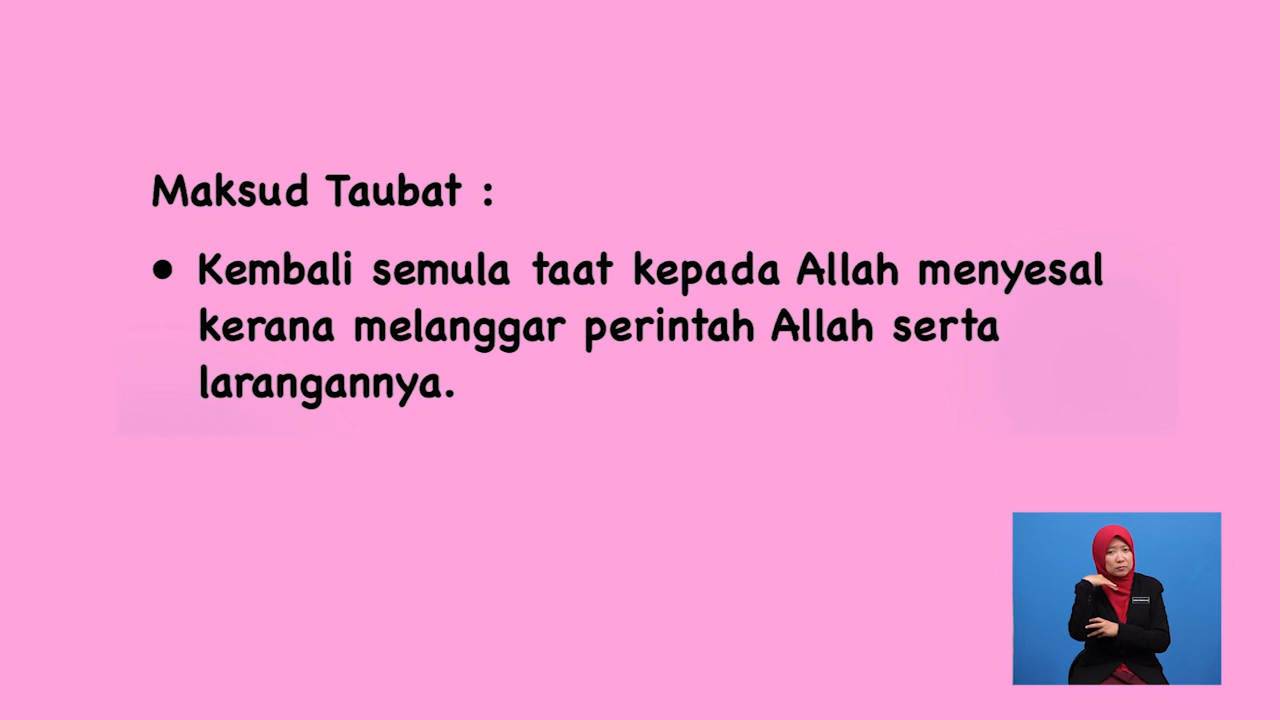 Maksud Taubat :
• Kembali semula taat kepada Allah menyesal
kerana melanggar perintah Allah serta
larangannya.